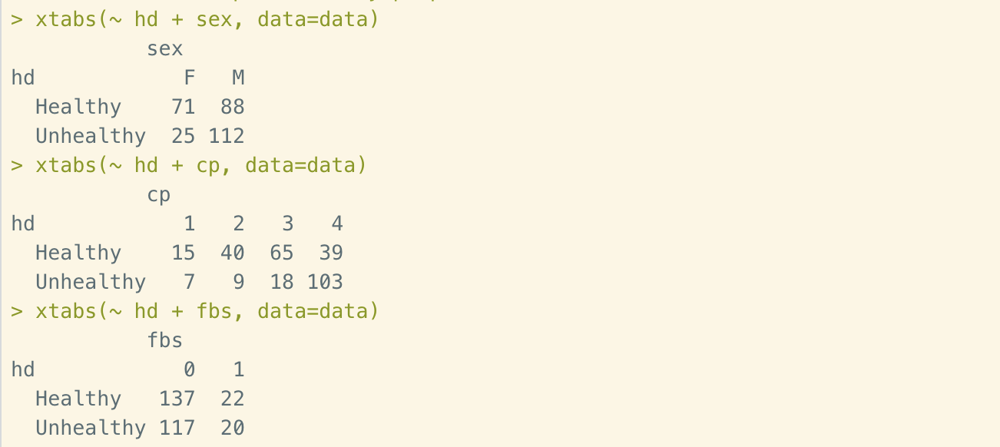 > xtabs(~ hd + sex, data=data)
           sex
hd            F   M
  Healthy    71  88
  Unhealthy  25 112
> xtabs(~ hd + cp, data=data)
           cp
hd            1   2   3   4
  Healthy    15  40  65  39
  Unhealthy   7   9  18 103
> xtabs(~ hd + fbs, data=data)
           fbs
hd            0   1
  Healthy   137  22
  Unhealthy 117  20